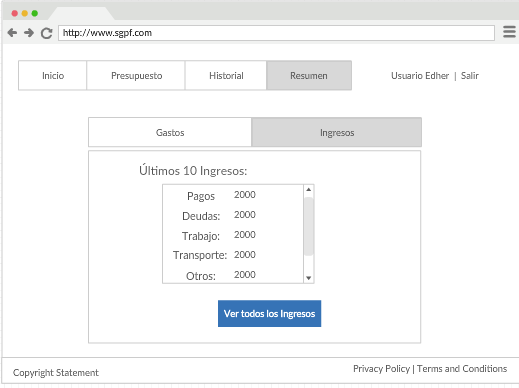 http://www.sgpf.com
Inicio Presupuesto Historial Resumen Usuario Edher | Salir
Gastos Ingresos
Últimos 10 Ingresos:
Pagos 2000
Deudas: 2000
Trabajo: 2000
Transporte: 2000
Otros: 2000
Ver todos los Ingresos
Copyright Statement Privacy Policy | Terms and Conditions